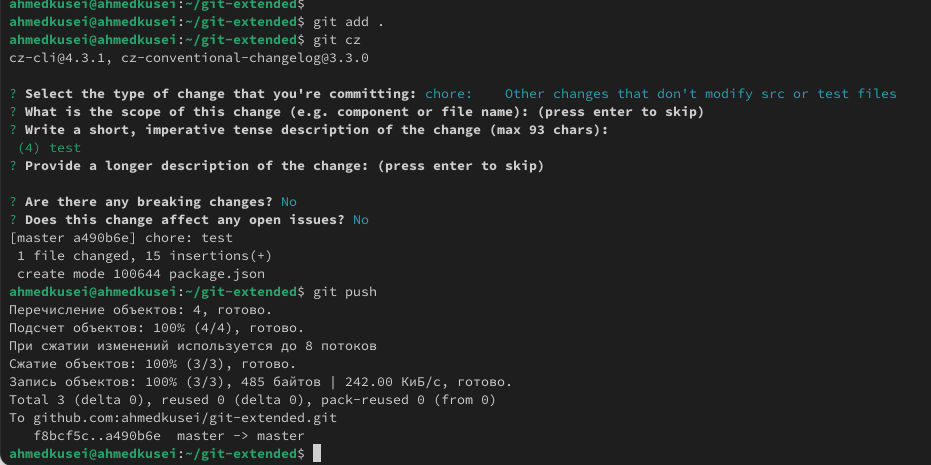 ahmedkusei@ahmedkusei:~/git-extended$
ahmedkusei@ahmedkusei:~/git-extended$ git add .
ahmedkusei@ahmedkusei:~/git-extended$ git cz
cz-cli@4.3.1, cz-conventional-changelog@3.3.0
? Select the type of change that you're committing: chore:    Other changes that don't modify src or test files
? What is the scope of this change (e.g. component or file name): (press enter to skip)
? Write a short, imperative tense description of the change (max 93 chars):
 (4) test
? Provide a longer description of the change: (press enter to skip)
? Are there any breaking changes? No
? Does this change affect any open issues? No
[master a490b6e] chore: test
 1 file changed, 15 insertions(+)
 create mode 100644 package.json
ahmedkusei@ahmedkusei:~/git-extended$ git push
Перечисление объектов: 4, готово.
Подсчет объектов: 100% (4/4), готово.
При сжатии изменений используется до 8 потоков
Сжатие объектов: 100% (3/3), готово.
Запись объектов: 100% (3/3), 485 байтов | 242.00 КиБ/с, готово.
Total 3 (delta 0), reused 0 (delta 0), pack-reused 0 (from 0)
To github.com:ahmedkusei/git-extended.git
   f8bcf5c..a490b6e  master -> master
ahmedkusei@ahmedkusei:~/git-extended$